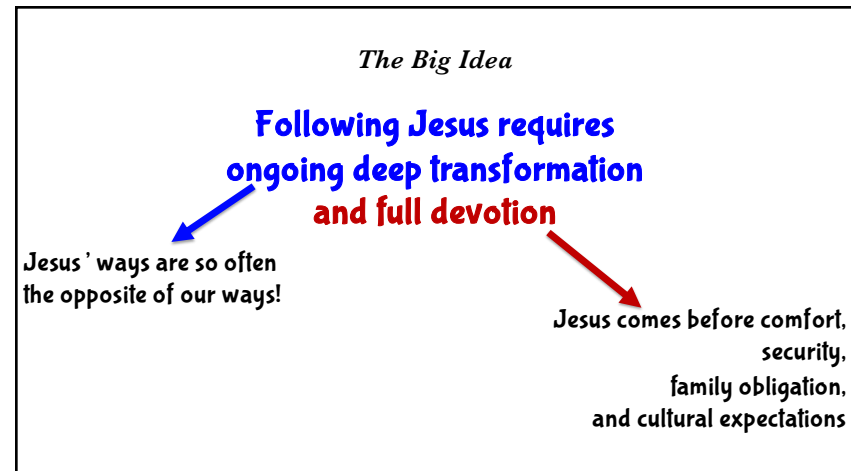 The Big Idea
Following Jesus requires
ongoing deep transformation
and full devotion
Jesus ’ ways are so often
the opposite of our ways!
Jesus comes before comfort,
security,
family obligation,
and cultural expectations